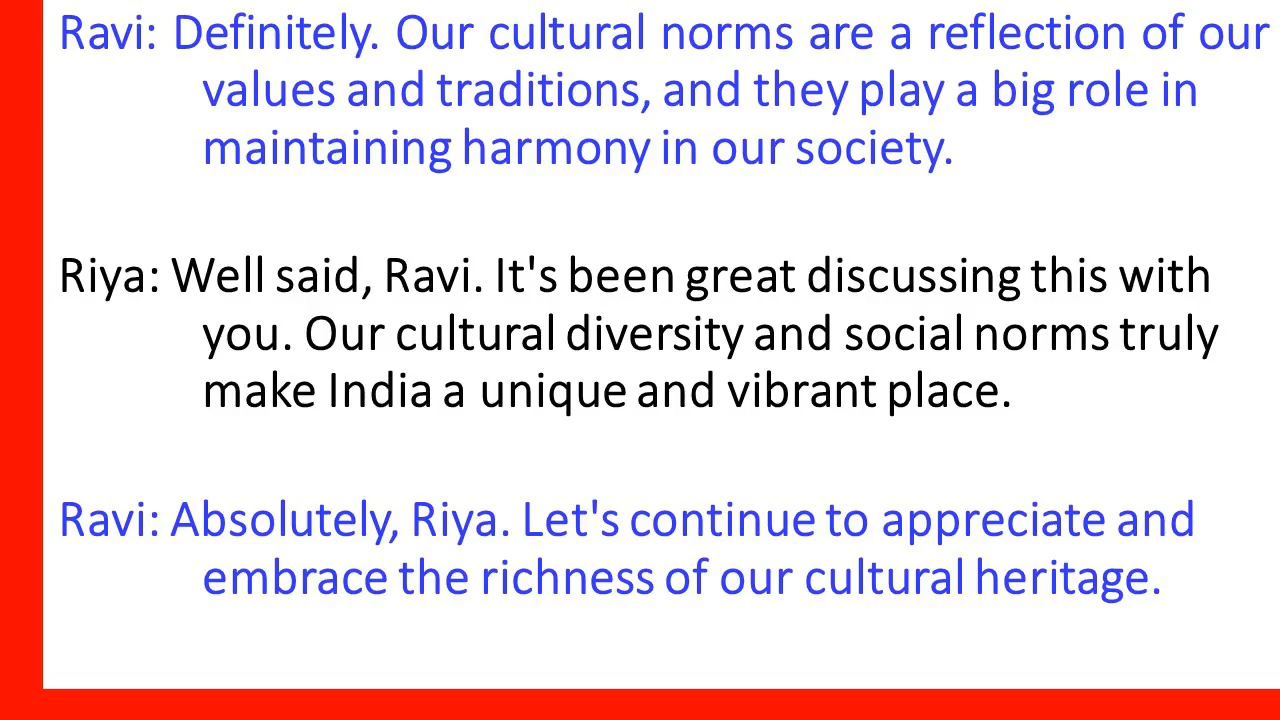 Ravi: Definitely. Our cultural norms are a reflection of our
values and traditions, and they play a big role in
maintaining harmony in our society.
Riya: Well said, Ravi. It's been great discussing this with
you. Our cultural diversity and social norms truly
make India a unique and vibrant place.
Ravi: Absolutely, Riya. Let's continue to appreciate and
embrace the richness of our cultural heritage.